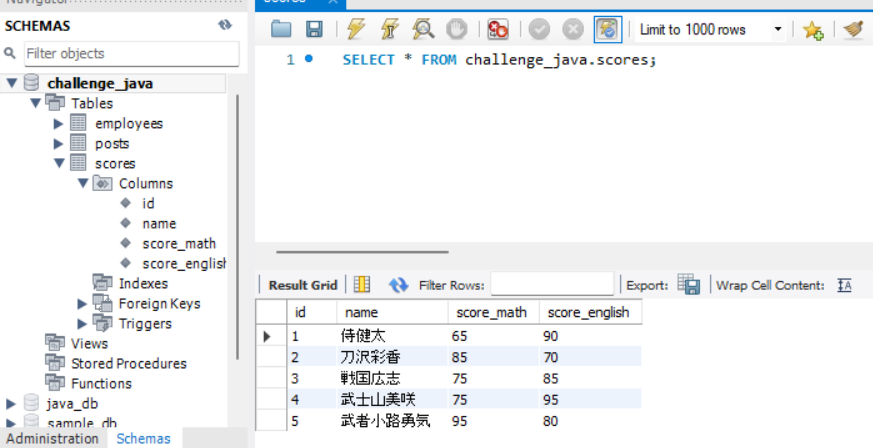 SCHEMAS
Filter objects
challenge_java
Tables
employees
posts
scores
Columns
id
name
score_math
score_english
Indexes
Foreign Keys
Triggers
Views
Stored Procedures
Functions
java_db
sample_db
Administration Schemas
Limit to 1000 rows
1 SELECT * FROM challenge_java.scores;
Result Grid Filter Rows: Export: Wrap Cell Content:
id name score_math score_english
1 侍健太 65 90
2 刀沢彩香 85 70
3 戦国広志 75 85
4 武士山美咲 75 95
5 武者小路勇気 95 80